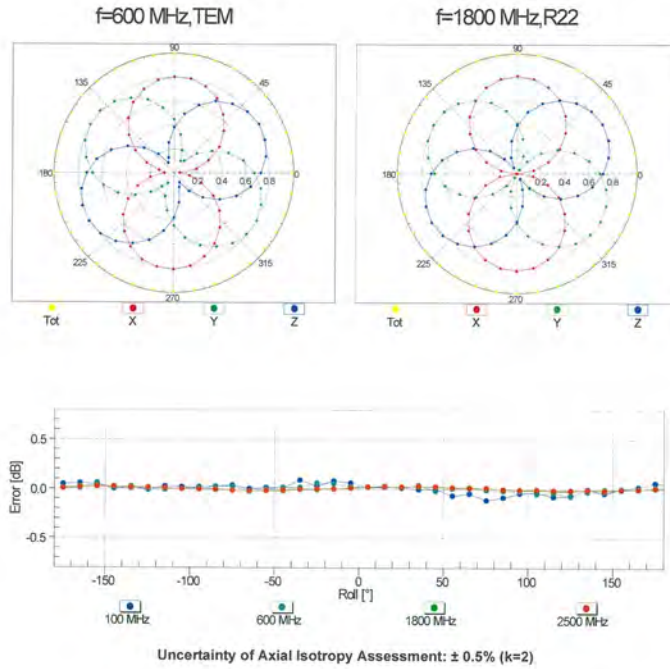 f=600 MHz,TEM
f=1800 MHz,R22
90
135
45
180
0.2 0.4 0.6 0.8
0
225
315
270
Tot X Y Z
90
135
45
180
0.2 0.4 0.6 0.8
0
225
315
270
Tot X Y Z
Error [dB]
0.5
0.0
-0.5
-150 -100 -50 0 50 100 150
Roll [°]
100 MHz 600 MHz 1800 MHz 2500 MHz
Uncertainty of Axial Isotropy Assessment: ± 0.5% (k=2)